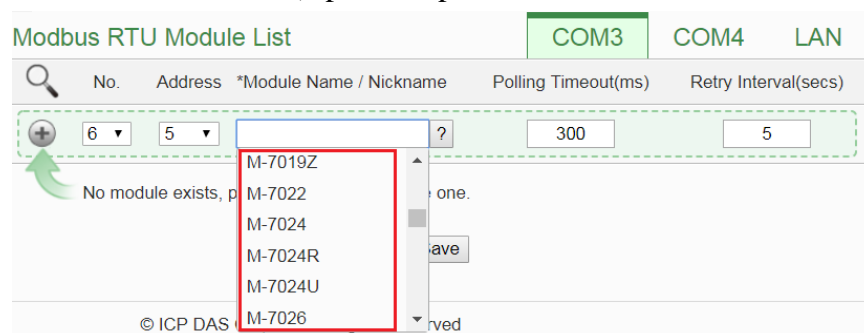 Modbus RTU Module List COM3 COM4 LAN
No. Address *Module Name / Nickname Polling Timeout(ms) Retry Interval(secs)
6 5 ? 300 5
M-7019Z
No module exists, p M-7022 one.
M-7024
M-7024R ave
M-7024U
© ICP DAS M-7026 rved